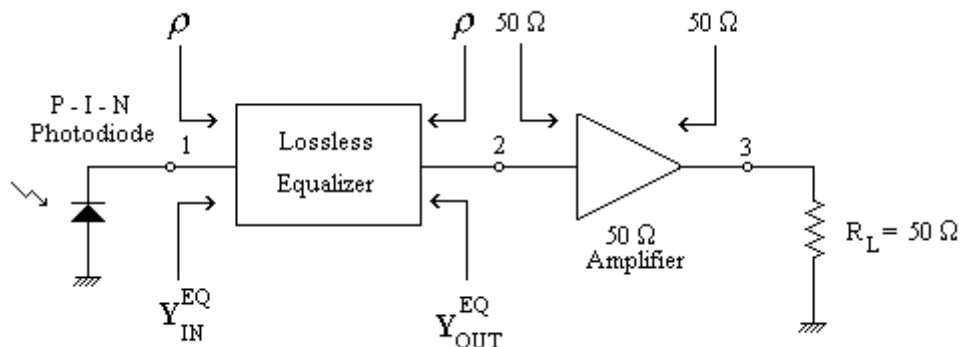 ρ
ρ
50 Ω
50 Ω
P - I - N
Photodiode
1
Lossless
Equalizer
2
3
50 Ω
Amplifier
R_L = 50 Ω
Y_IN^EQ
Y_OUT^EQ